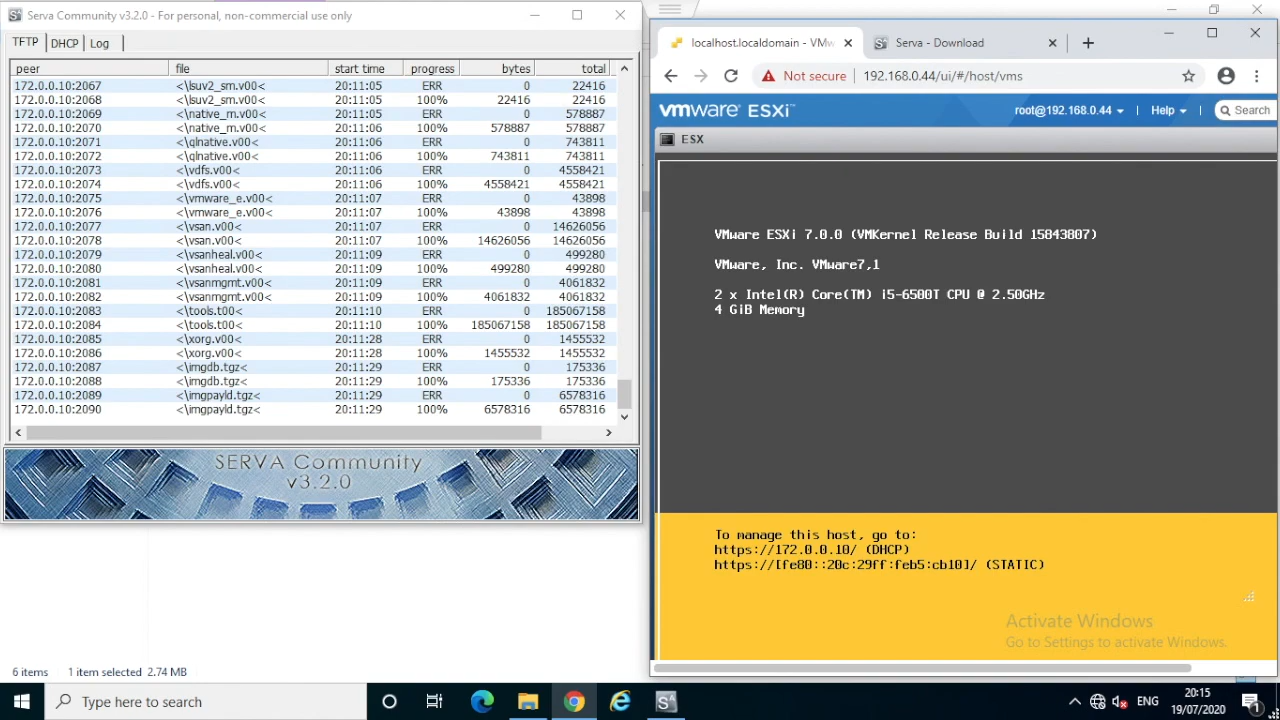 Serva Community v3.2.0 - For personal, non-commercial use only
TFTP DHCP Log
peer file start time progress bytes total
172.0.0.10:2067 <\lsuv2_sm.v00< 20:11:05 ERR 0 22416
172.0.0.10:2068 <\lsuv2_sm.v00< 20:11:05 100% 22416 22416
172.0.0.10:2069 <\native_m.v00< 20:11:06 ERR 0 578887
172.0.0.10:2070 <\native_m.v00< 20:11:06 100% 578887 578887
172.0.0.10:2071 <\qlnative.v00< 20:11:06 ERR 0 743811
172.0.0.10:2072 <\qlnative.v00< 20:11:06 100% 743811 743811
172.0.0.10:2073 <\vdfs.v00< 20:11:06 ERR 0 4558421
172.0.0.10:2074 <\vdfs.v00< 20:11:06 100% 4558421 4558421
172.0.0.10:2075 <\vmware_e.v00< 20:11:07 ERR 0 43898
172.0.0.10:2076 <\vmware_e.v00< 20:11:07 100% 43898 43898
172.0.0.10:2077 <\vsan.v00< 20:11:07 ERR 0 14626056
172.0.0.10:2078 <\vsan.v00< 20:11:07 100% 14626056 14626056
172.0.0.10:2079 <\vsanheal.v00< 20:11:09 ERR 0 499280
172.0.0.10:2080 <\vsanheal.v00< 20:11:09 100% 499280 499280
172.0.0.10:2081 <\vsanmgmt.v00< 20:11:09 ERR 0 4061832
172.0.0.10:2082 <\vsanmgmt.v00< 20:11:09 100% 4061832 4061832
172.0.0.10:2083 <\tools.t00< 20:11:10 ERR 0 185067158
172.0.0.10:2084 <\tools.t00< 20:11:10 100% 185067158 185067158
172.0.0.10:2085 <\xorg.v00< 20:11:28 ERR 0 1455532
172.0.0.10:2086 <\xorg.v00< 20:11:28 100% 1455532 1455532
172.0.0.10:2087 <\imgdb.tgz< 20:11:29 ERR 0 175336
172.0.0.10:2088 <\imgdb.tgz< 20:11:29 100% 175336 175336
172.0.0.10:2089 <\imgpayld.tgz< 20:11:29 ERR 0 6578316
172.0.0.10:2090 <\imgpayld.tgz< 20:11:29 100% 6578316 6578316
SERVA Community
v3.2.0
6 items 1 item selected 2.74 MB
localhost.localdomain - VMw
Serva - Download
Not secure 192.168.0.44/ui/#/host/vms
vmware ESXi™
root@192.168.0.44 Help Search
ESX
VMware ESXi 7.0.0 (VMKernel Release Build 15843807)
VMware, Inc. VMware7,1
2 x Intel(R) Core(TM) i5-6500T CPU @ 2.50GHz
4 GiB Memory
To manage this host, go to:
https://172.0.0.10/ (DHCP)
https://[fe80::20c:29ff:feb5:cb10]/ (STATIC)
Activate Windows
Go to Settings to activate Windows.
Type here to search
ENG
20:15
19/07/2020
1